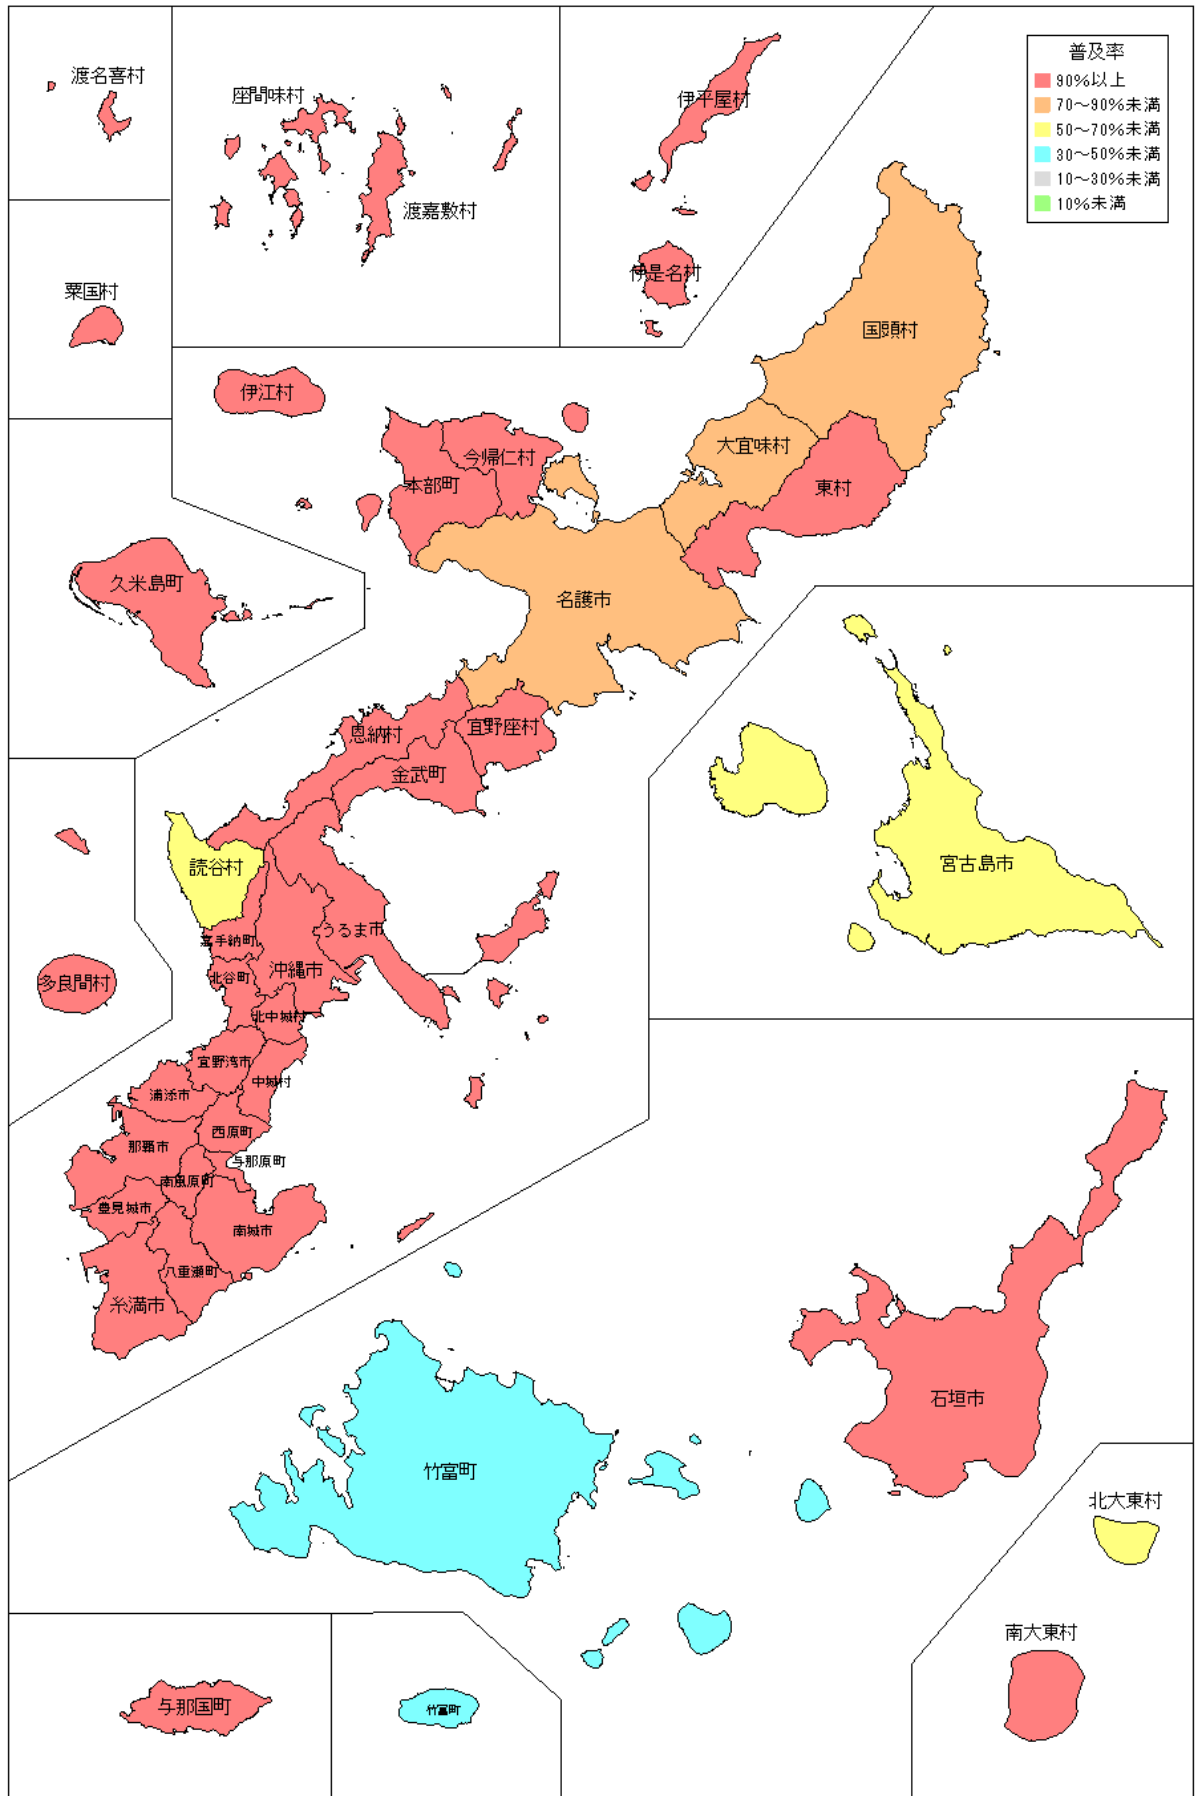 渡名喜村
座間味村
渡嘉敷村
伊平屋村
伊是名村
普及率
90%以上
70～90%未満
50～70%未満
30～50%未満
10～30%未満
10%未満
粟国村
伊江村
国頭村
大宜味村
東村
今帰仁村
本部町
名護市
久米島町
恩納村
宜野座村
金武町
読谷村
嘉手納町
うるま市
北谷町
沖縄市
北中城村
多良間村
宮古島市
宜野湾市
中城村
浦添市
西原町
那覇市
与那原町
南風原町
豊見城市
南城市
八重瀬町
糸満市
石垣市
竹富町
北大東村
南大東村
与那国町
竹富町